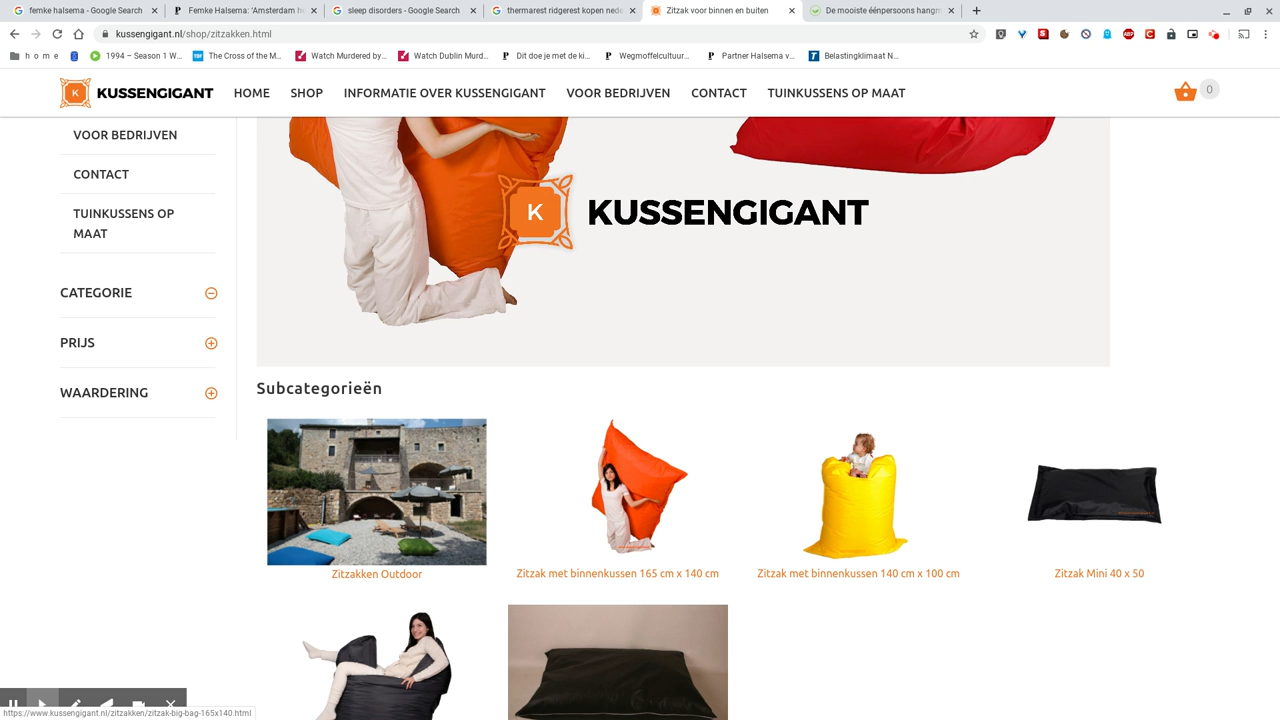 femke halsema - Google Search
Femke Halsema: 'Amsterdam he
sleep disorders - Google Search
thermarest ridgerest kopen nede
Zitzak voor binnen en buiten
De mooiste éénpersoons hangm
kussengigant.nl/shop/zitzakken.html
h o m e
1994 – Season 1 W...
The Cross of the M...
Watch Murdered by...
Watch Dublin Murd...
Dit doe je met de ki...
Wegmoffelcultuur...
Partner Halsema v...
Belastingklimaat N...
K KUSSENGIGANT
HOME
SHOP
INFORMATIE OVER KUSSENGIGANT
VOOR BEDRIJVEN
CONTACT
TUINKUSSENS OP MAAT
0
VOOR BEDRIJVEN
CONTACT
TUINKUSSENS OP
MAAT
CATEGORIE
PRIJS
WAARDERING
K KUSSENGIGANT
Subcategorieën
Zitzakken Outdoor
Zitzak met binnenkussen 165 cm x 140 cm
Zitzak met binnenkussen 140 cm x 100 cm
Zitzak Mini 40 x 50
https://www.kussengigant.nl/zitzakken/zitzak-big-bag-165x140.html